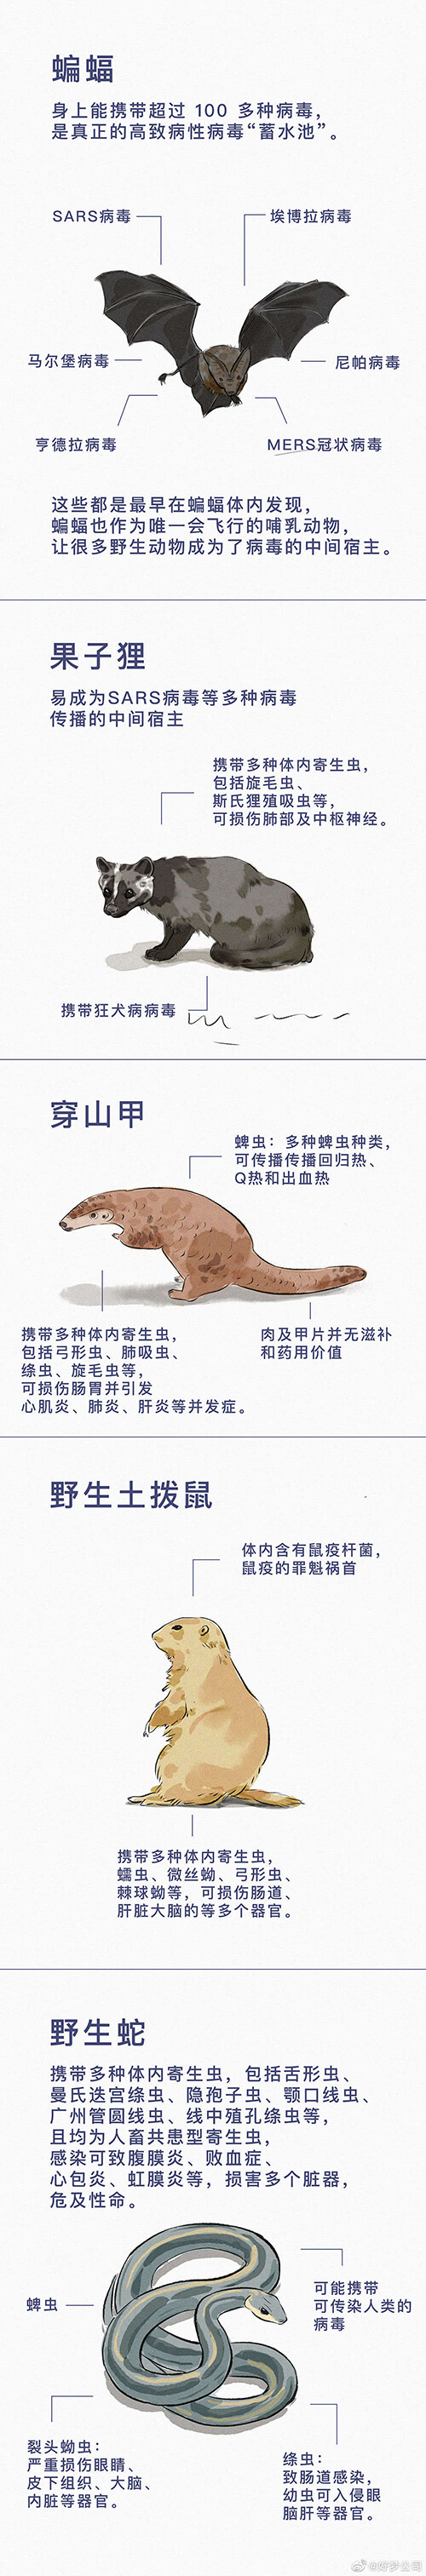 蝙蝠
身上能携带超过 100 多种病毒，
是真正的高致病性病毒“蓄水池”。
SARS病毒
埃博拉病毒
马尔堡病毒
尼帕病毒
亨德拉病毒
MERS冠状病毒
这些都是最早在蝙蝠体内发现，
蝙蝠也作为唯一会飞行的哺乳动物，
让很多野生动物成为了病毒的中间宿主。
果子狸
易成为SARS病毒等多种病毒
传播的中间宿主
携带多种体内寄生虫，
包括旋毛虫、
斯氏狸殖吸虫等，
可损伤肺部及中枢神经。
携带狂犬病病毒
穿山甲
蜱虫：多种蜱虫种类，
可传播传播回归热、
Q热和出血热
携带多种体内寄生虫，
包括弓形虫、肺吸虫、
绦虫、旋毛虫等，
可损伤肠胃并引发
心肌炎、肺炎、肝炎等并发症。
肉及甲片并无滋补
和药用价值
野生土拨鼠
体内含有鼠疫杆菌，
鼠疫的罪魁祸首
携带多种体内寄生虫，
蠕虫、微丝蚴、弓形虫、
棘球蚴等，可损伤肠道、
肝脏大脑的等多个器官。
野生蛇
携带多种体内寄生虫，包括舌形虫、
曼氏迭宫绦虫、隐孢子虫、颚口线虫、
广州管圆线虫、线中殖孔绦虫等，
且均为人畜共患型寄生虫，
感染可致腹膜炎、败血症、
心包炎、虹膜炎等，损害多个脏器，
危及性命。
蜱虫
可能携带
可传染人类的
病毒
裂头蚴虫：
严重损伤眼睛、
皮下组织、大脑、
内脏等器官。
绦虫：
致肠道感染，
幼虫可入侵眼
脑肝等器官。
@好梦公司